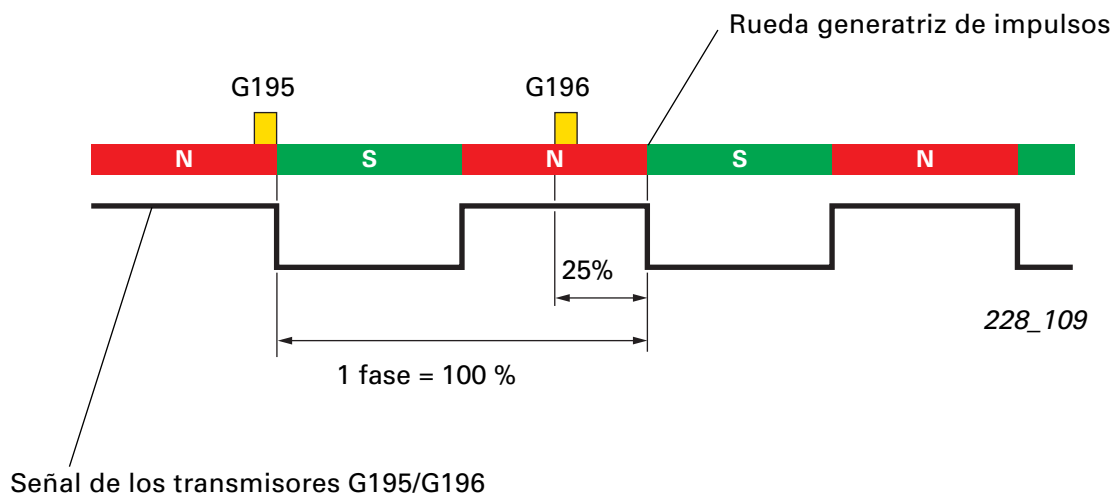 Rueda generatriz de impulsos
G195 G196
N S N S N
25%
228_109
1 fase = 100 %
Señal de los transmisores G195/G196